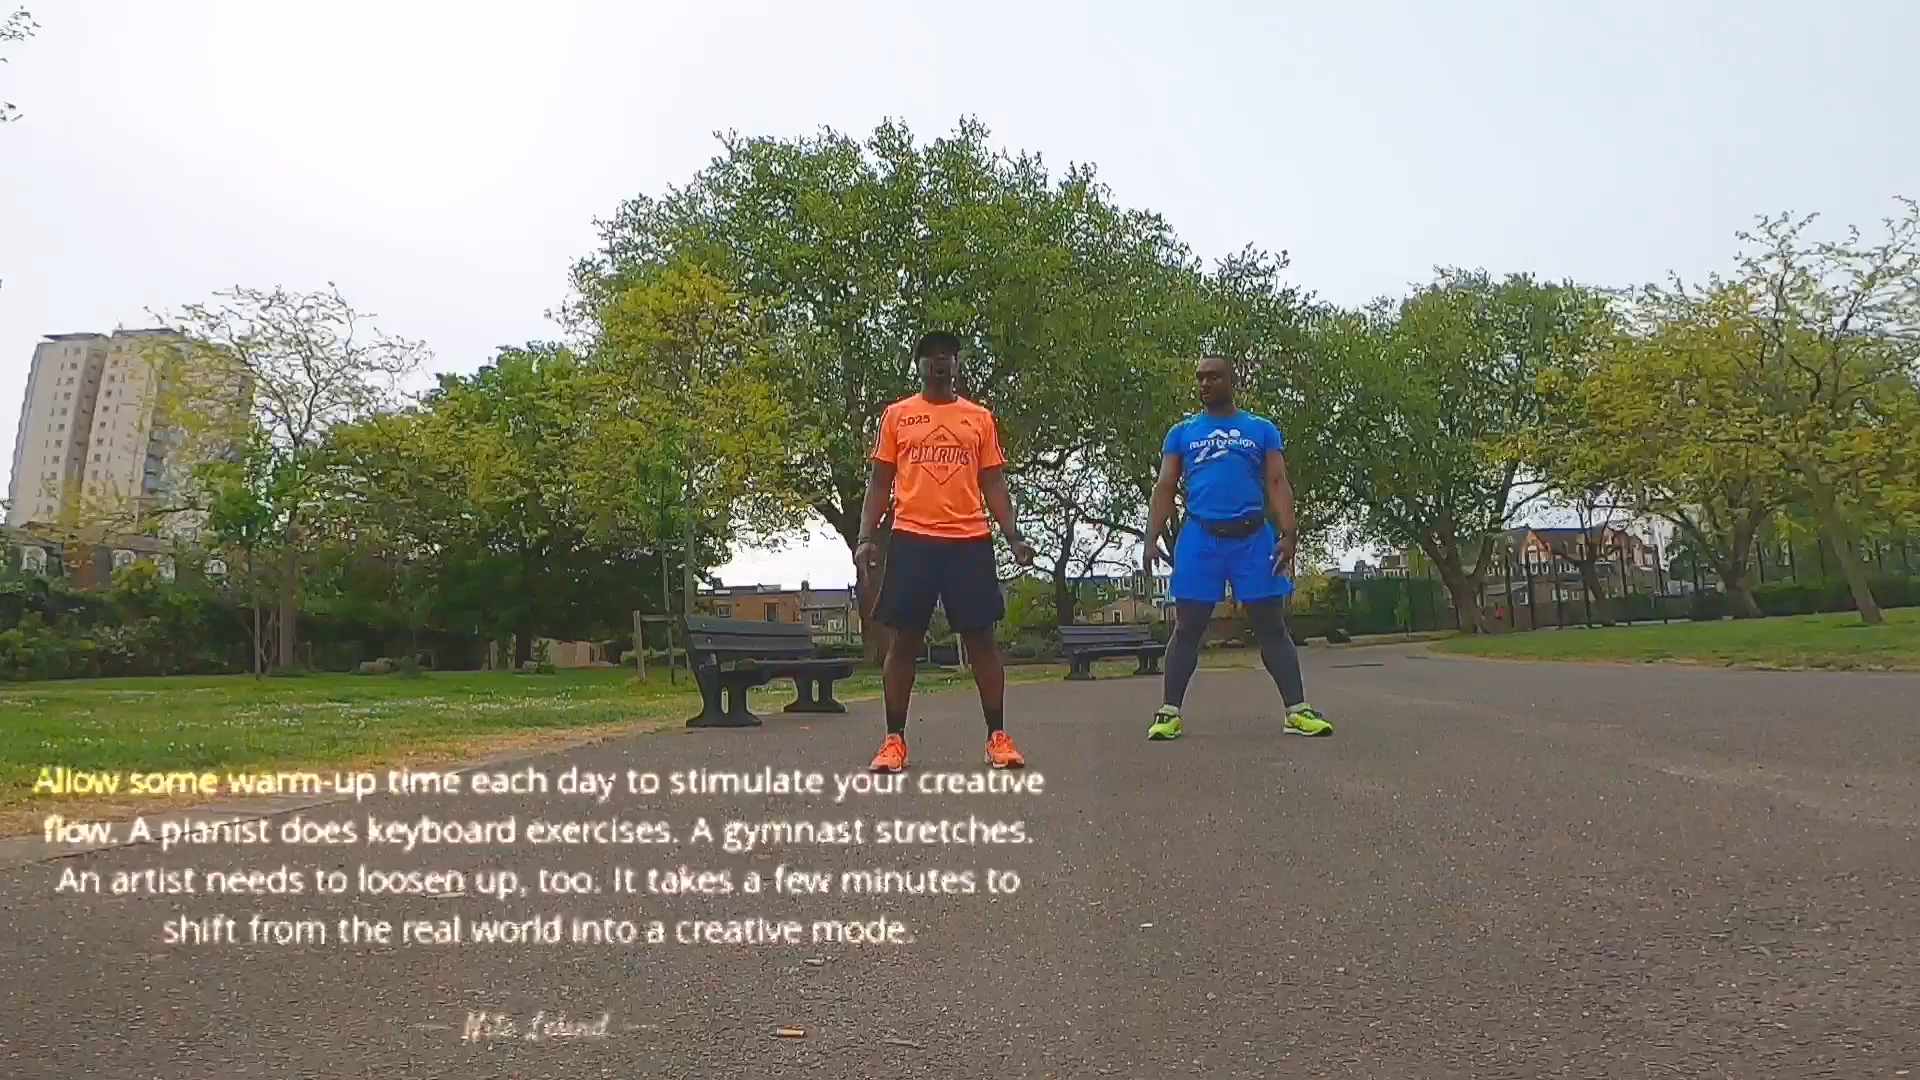 2025
CITYRUNS
Allow some warm-up time each day to stimulate your creative
flow. A pianist does keyboard exercises. A gymnast stretches.
An artist needs to loosen up, too. It takes a few minutes to
shift from the real world into a creative mode.